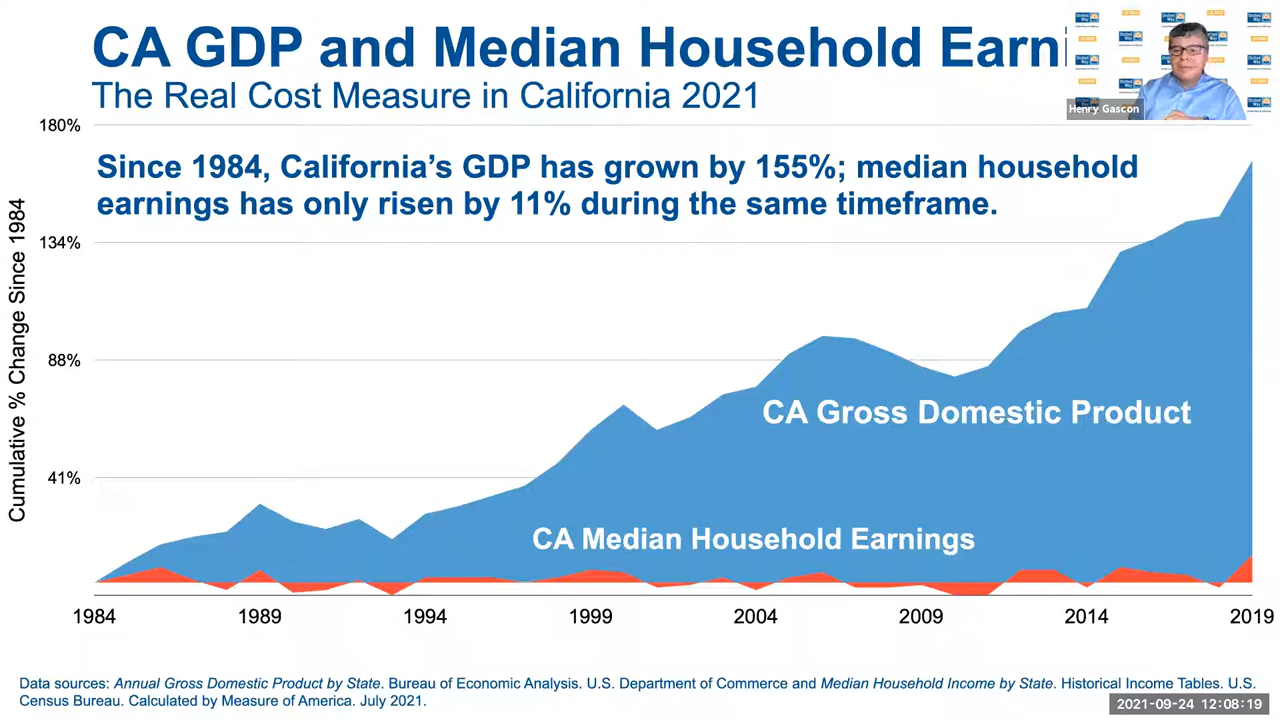 CA GDP and Median Household Earni
The Real Cost Measure in California 2021
Henry Gascon
180%
Since 1984, California’s GDP has grown by 155%; median household
earnings has only risen by 11% during the same timeframe.
134%
88%
41%
Cumulative % Change Since 1984
CA Gross Domestic Product
CA Median Household Earnings
1984 1989 1994 1999 2004 2009 2014 2019
Data sources: Annual Gross Domestic Product by State. Bureau of Economic Analysis. U.S. Department of Commerce and Median Household Income by State. Historical Income Tables. U.S.
Census Bureau. Calculated by Measure of America. July 2021.
2021-09-24 12:08:19